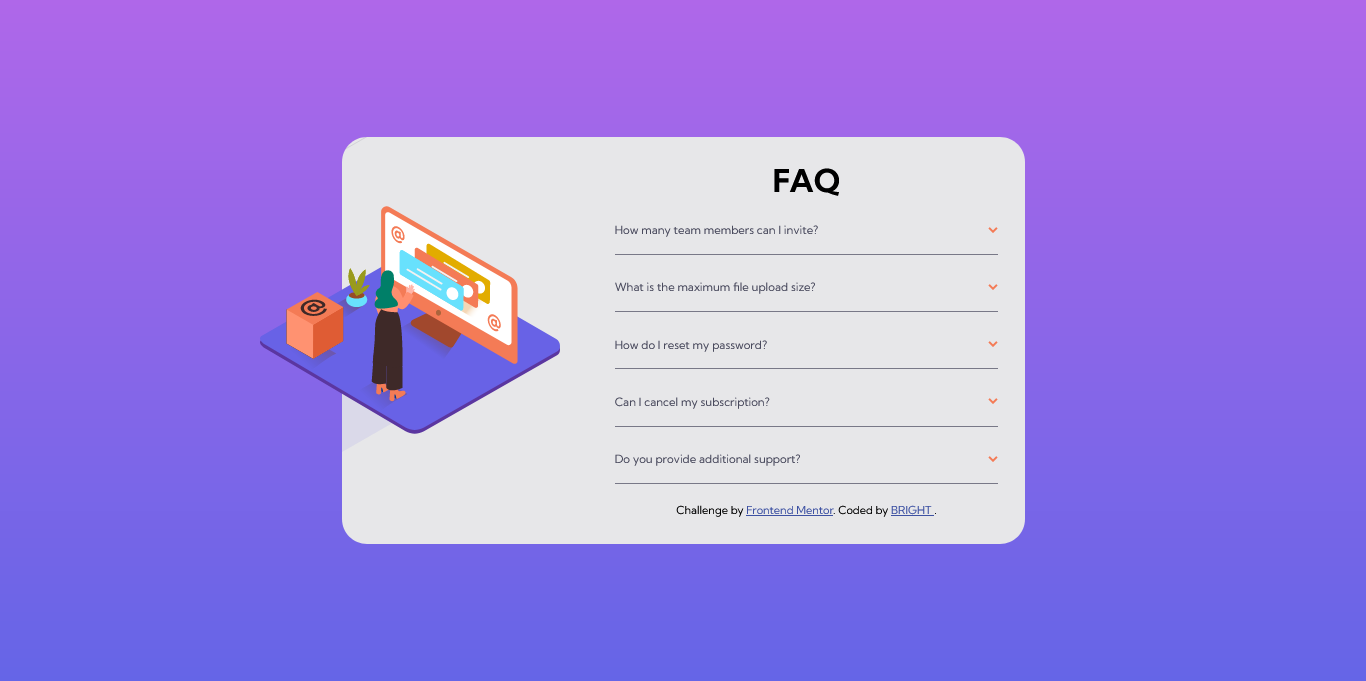 FAQ
How many team members can I invite?
What is the maximum file upload size?
How do I reset my password?
Can I cancel my subscription?
Do you provide additional support?
Challenge by Frontend Mentor. Coded by BRIGHT .
@
@
@